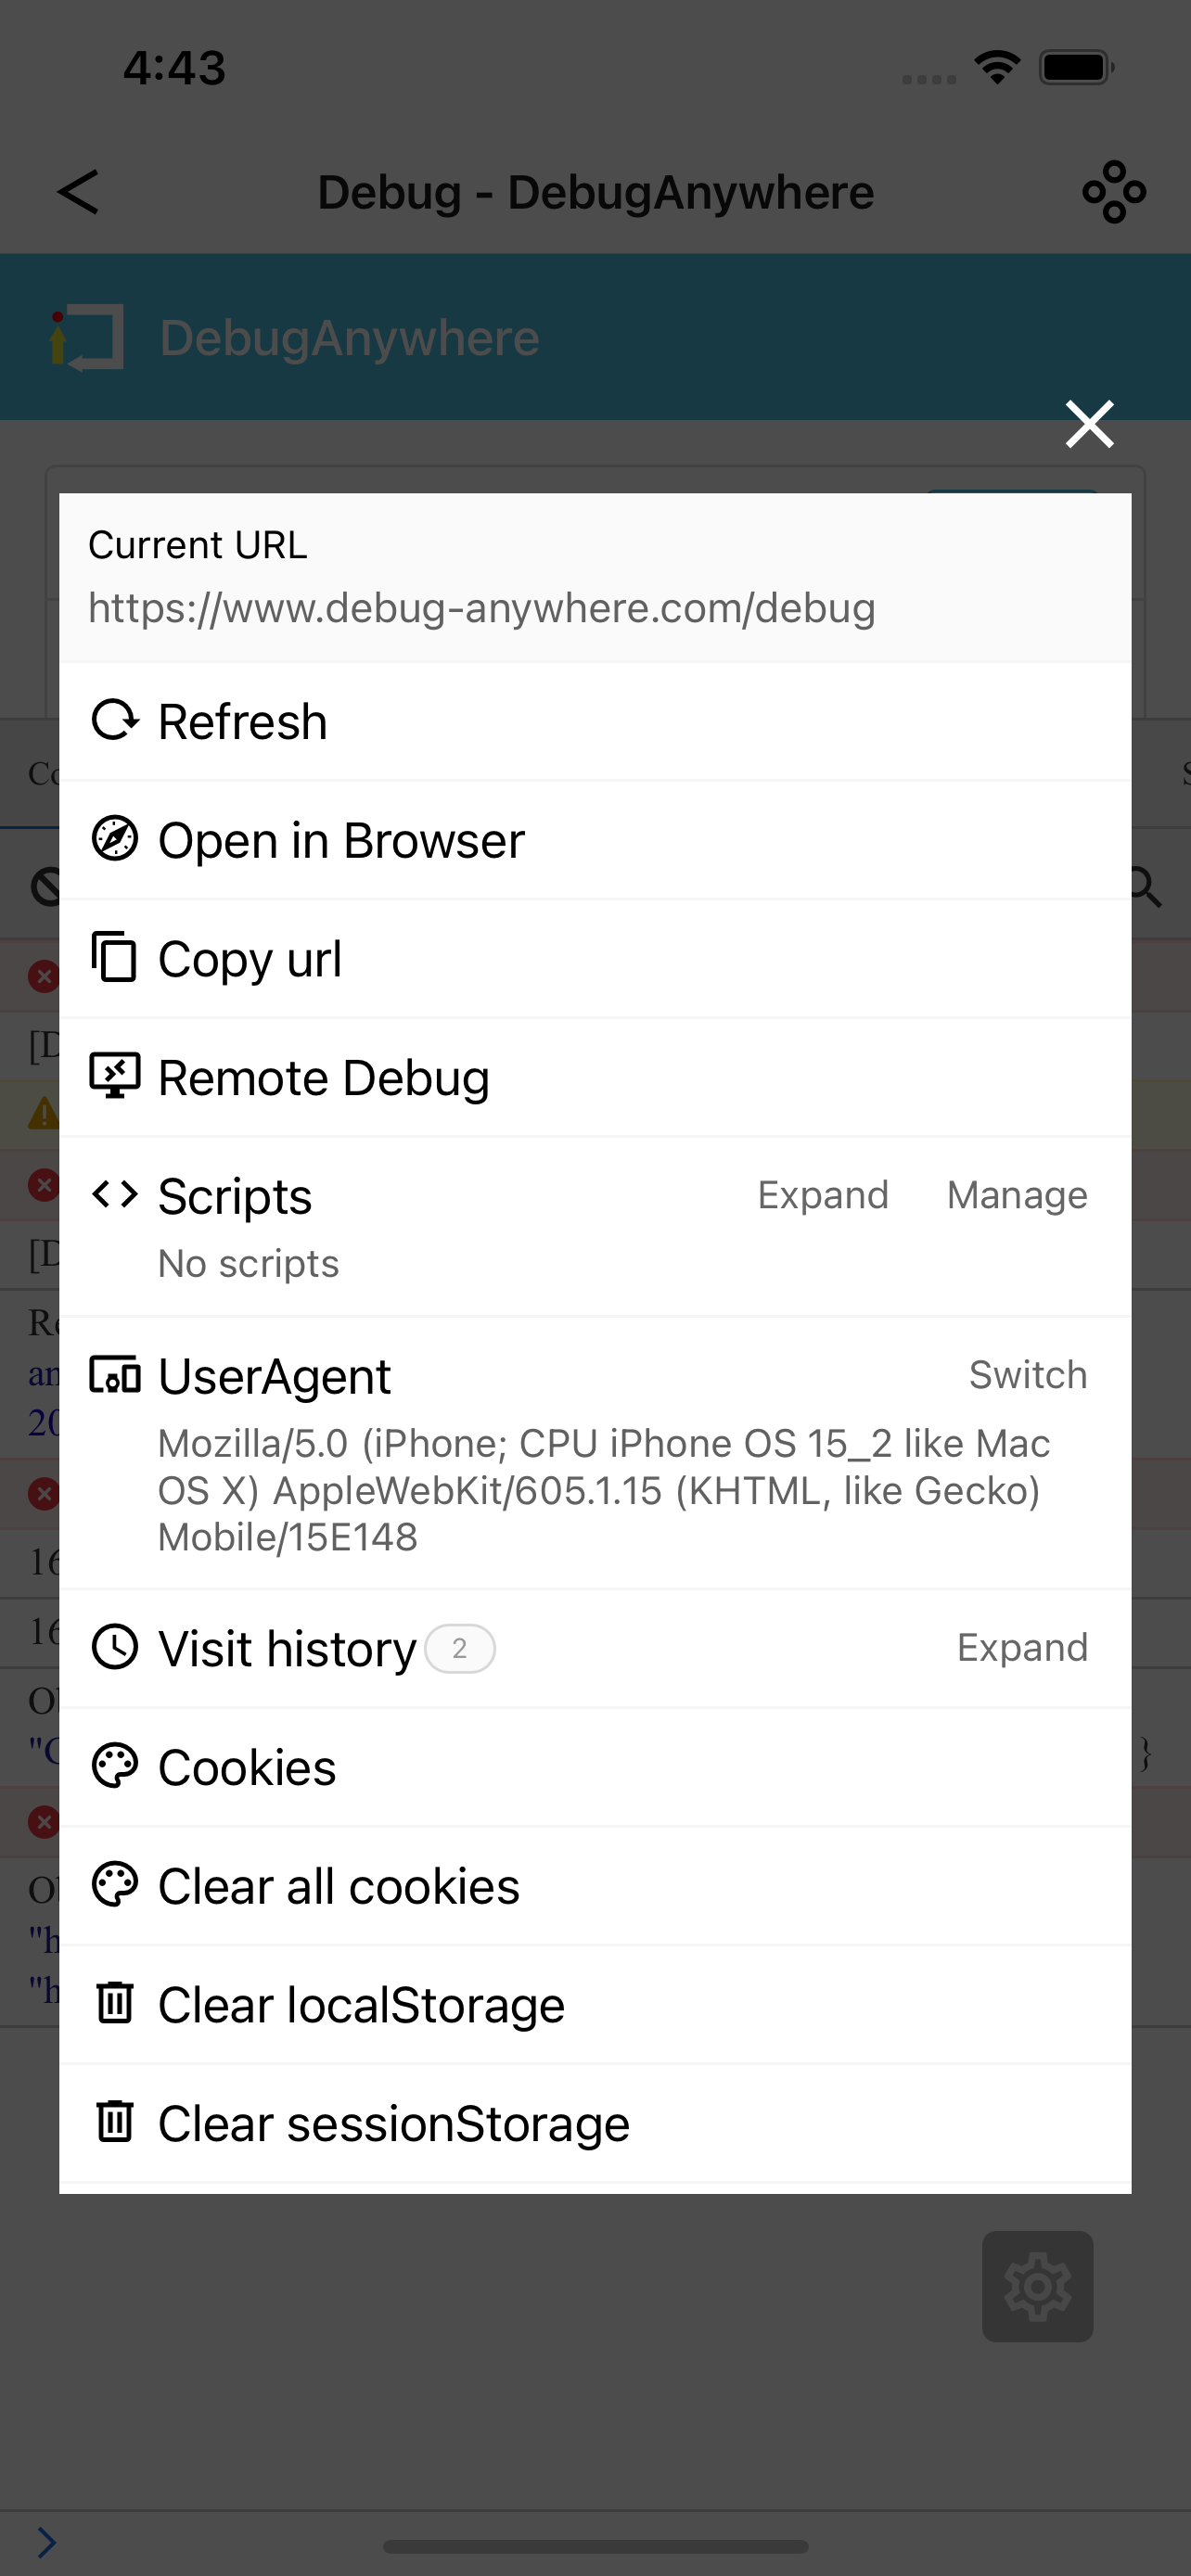 4:43
Debug - DebugAnywhere
DebugAnywhere
Current URL
https://www.debug-anywhere.com/debug
Refresh
Open in Browser
Copy url
Remote Debug
Scripts Expand Manage
No scripts
UserAgent Switch
Mozilla/5.0 (iPhone; CPU iPhone OS 15_2 like Mac
OS X) AppleWebKit/605.1.15 (KHTML, like Gecko)
Mobile/15E148
Visit history 2 Expand
Cookies
Clear all cookies
Clear localStorage
Clear sessionStorage